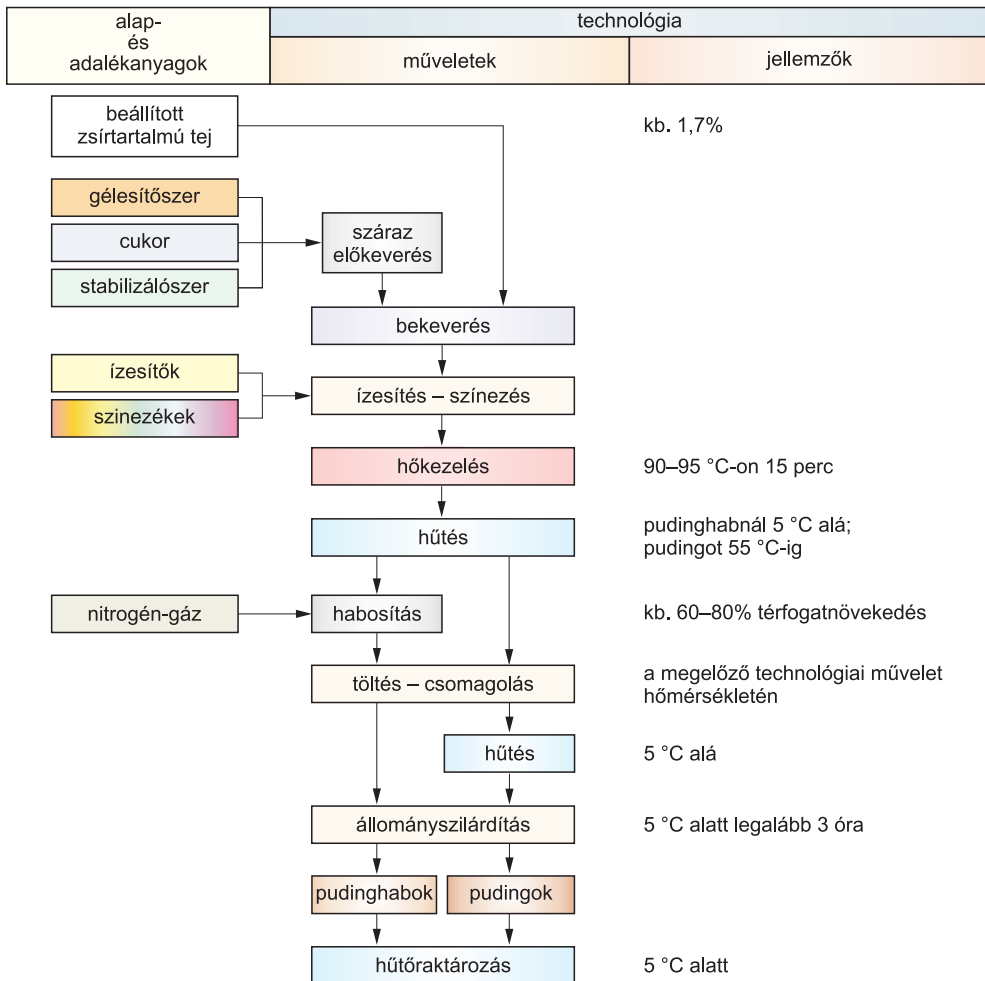 alap-
és
adalékanyagok
technológia
műveletek
jellemzők
beállított
zsírtartalmú tej
kb. 1,7%
gélesítőszer
cukor
stabilizálószer
száraz
előkeverés
bekeverés
ízesítők
szinezékek
ízesítés – színezés
hőkezelés
90–95 °C-on 15 perc
hűtés
pudinghabnál 5 °C alá;
pudingot 55 °C-ig
nitrogén-gáz
habosítás
kb. 60–80% térfogatnövekedés
töltés – csomagolás
a megelőző technológiai művelet
hőmérsékletén
hűtés
5 °C alá
állományszilárdítás
5 °C alatt legalább 3 óra
pudinghabok
pudingok
hűtőraktározás
5 °C alatt